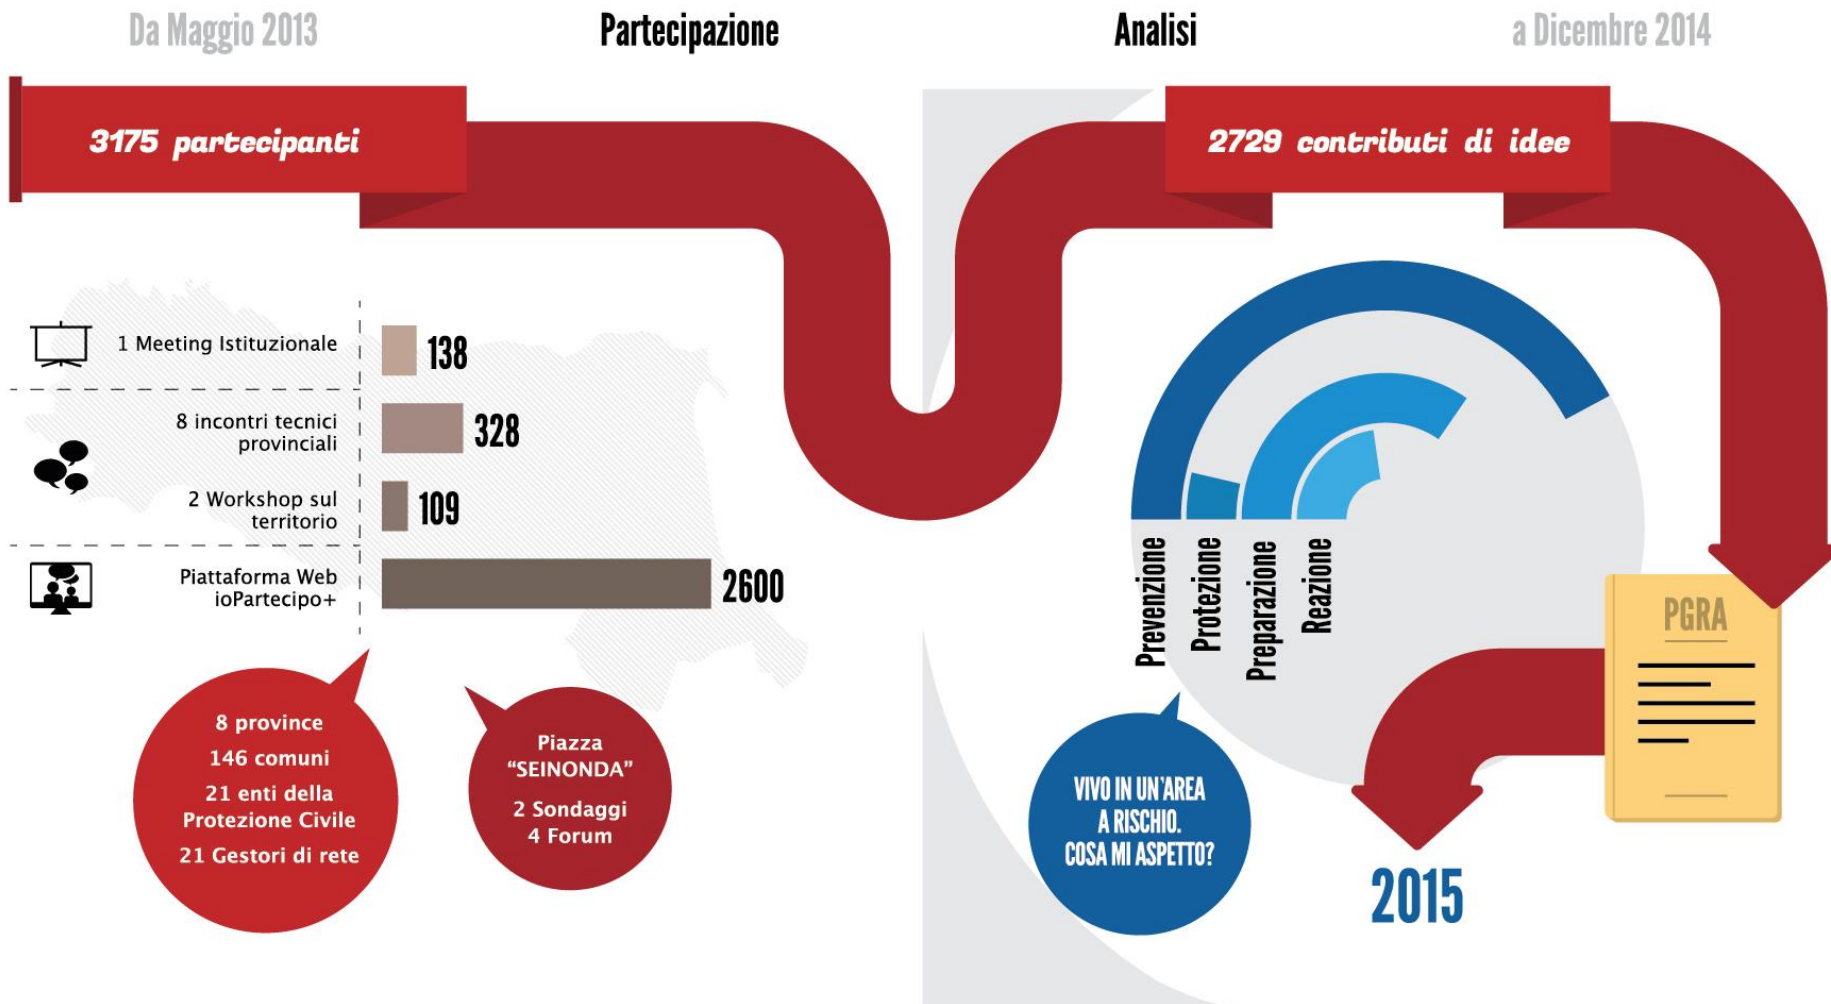 Da Maggio 2013
Partecipazione
Analisi
a Dicembre 2014
3175 partecipanti
2729 contributi di idee
1 Meeting Istituzionale
138
8 incontri tecnici
provinciali
328
2 Workshop sul
territorio
109
Piattaforma Web
ioPartecipo+
2600
8 province
146 comuni
21 enti della
Protezione Civile
21 Gestori di rete
Piazza
“SEINONDA”
2 Sondaggi
4 Forum
Prevenzione
Protezione
Preparazione
Reazione
VIVO IN UN'AREA
A RISCHIO.
COSA MI ASPETTO?
PGRA
2015